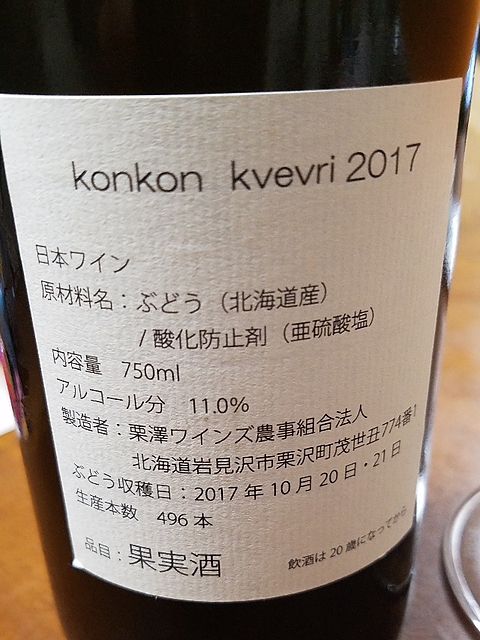 konkon kvevri 2017
日本ワイン
原材料名：ぶどう（北海道産）
/ 酸化防止剤（亜硫酸塩）
内容量 750ml
アルコール分 11.0%
製造者：栗澤ワインズ農事組合法人
北海道岩見沢市栗沢町茂世丑774番1
ぶどう収穫日：2017 年 10 月 20 日・21 日
生産本数 496 本
品目：果実酒
飲酒は 20 歳になってから